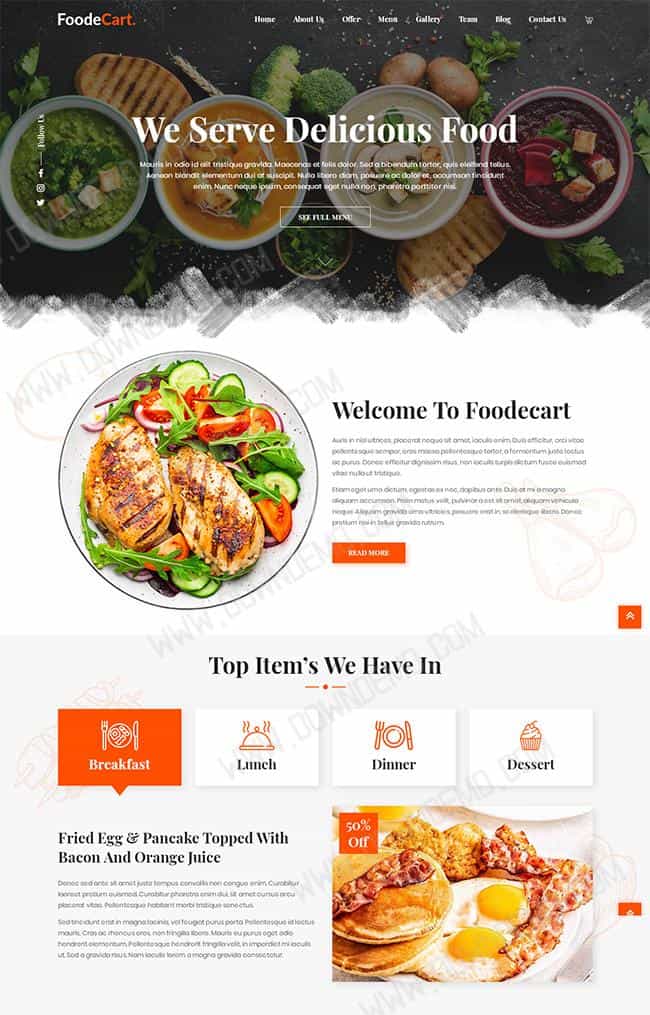 FoodeCart.
Home About Us Offer Menu Gallery Team Blog Contact Us
Follow Us
We Serve Delicious Food
Mauris in odio id elit tristique gravida. Maecenas et felis dolor. Sed a bibendum tortor, quis eleifend tellus.
Aenean blandit elementum dui at suscipit. Nulla libero diam, posuere ac dolor et, accumsan tincidunt
enim. Nunc neque ipsum, consequat eget nulla non, pharetra porttitor nisi.
SEE FULL MENU
WWW.DOWNDEMO.COM
Welcome To Foodecart
Auris in nisl ultrices, placerat neque sit amet, iaculis enim. Duis efficitur, orci vitae
pellentesque semper, eros massa pellentesque tortor, a fermentum justo lectus
ac purus. Donec efficitur dignissim risus, non iaculis turpis dictum fusce euismod
vitae nulla ut tristique.
Etiam eget urna dictum, egestas ex nec, dapibus ante. Duis et mi a magna
aliquam accumsan. Proin metus velit, pulvinar a est sit amet, aliquam vehicula
neque. Aliquam gravida urna ultricies, posuere erat in, scelerisque libero. Donec
pretium nisi in tellus gravida rutrum.
READ MORE
WWW.DOWNDEMO.COM
Top Item's We Have In
Breakfast Lunch Dinner Dessert
50%
Off
Fried Egg & Pancake Topped With
Bacon And Orange Juice
Donec sed ante sit amet justo tempus convallis non congue enim. Curabitur
laoreet pretium euismod. Curabitur pharetra enim dui, sit amet cursus arcu
placerat vitae. Pellentesque habitant morbi tristique senectus.
Sed tincidunt erat in magna lacinia, vel feugiat purus porta. Pellentesque id lectus
mauris. Cras ac rhoncus eros, non fringilla libero. Mauris eu purus eget odio
hendrerit elementum. Pellentesque hendrerit fringilla velit, in imperdiet mi iaculis
ut. Sed a gravida risus. Nam iaculis lorem, a magna gravida consectetur.